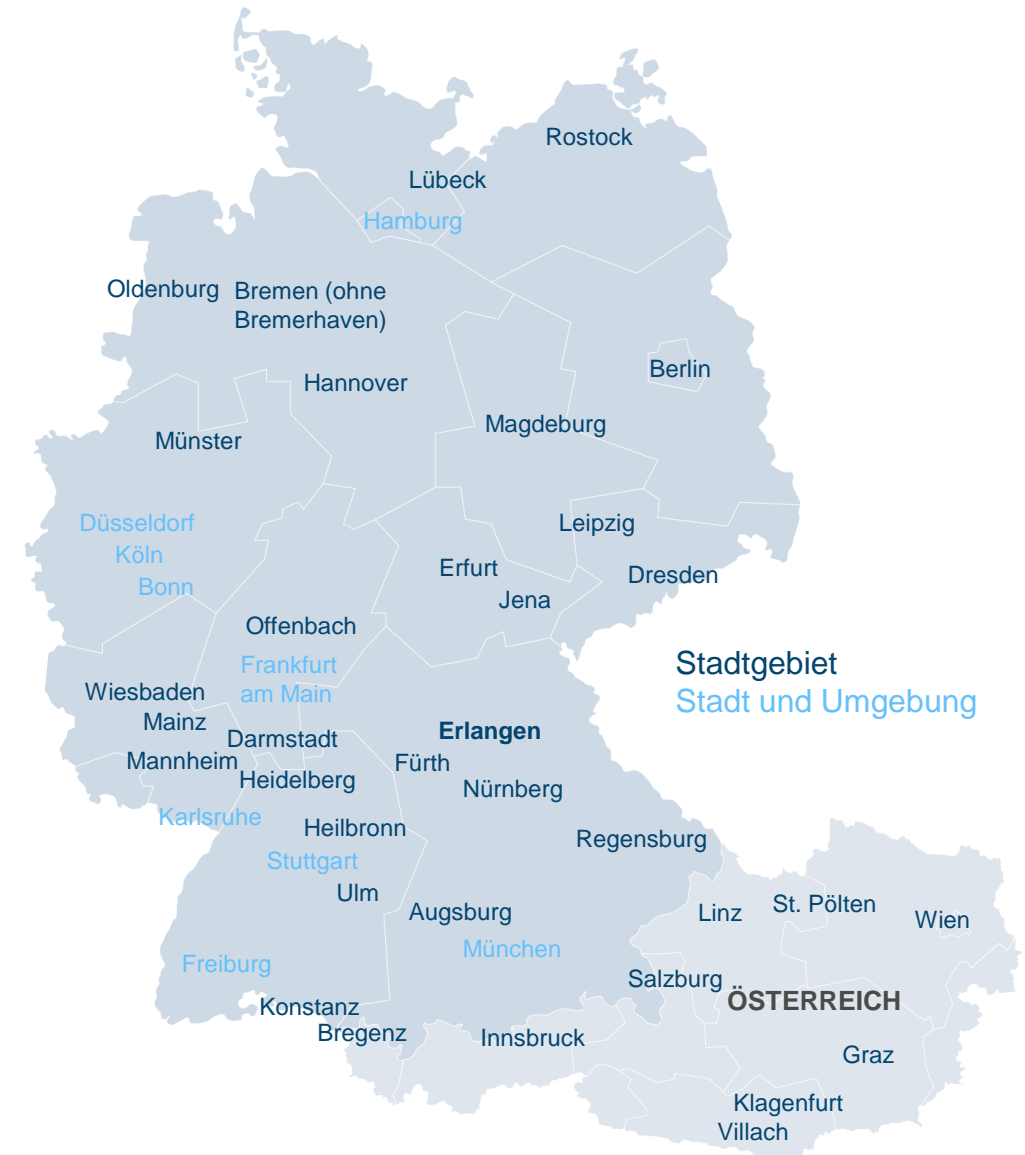 Rostock
Lübeck
Hamburg
Oldenburg
Bremen (ohne
Bremerhaven)
Berlin
Hannover
Magdeburg
Münster
Düsseldorf
Leipzig
Köln
Erfurt
Dresden
Bonn
Jena
Offenbach
Frankfurt
am Main
Stadtgebiet
Stadt und Umgebung
Wiesbaden
Mainz
Darmstadt
Erlangen
Mannheim
Fürth
Heidelberg
Nürnberg
Karlsruhe
Heilbronn
Regensburg
Stuttgart
Ulm
Augsburg
Linz
St. Pölten
Wien
München
Freiburg
Salzburg
ÖSTERREICH
Konstanz
Bregenz
Innsbruck
Graz
Klagenfurt
Villach